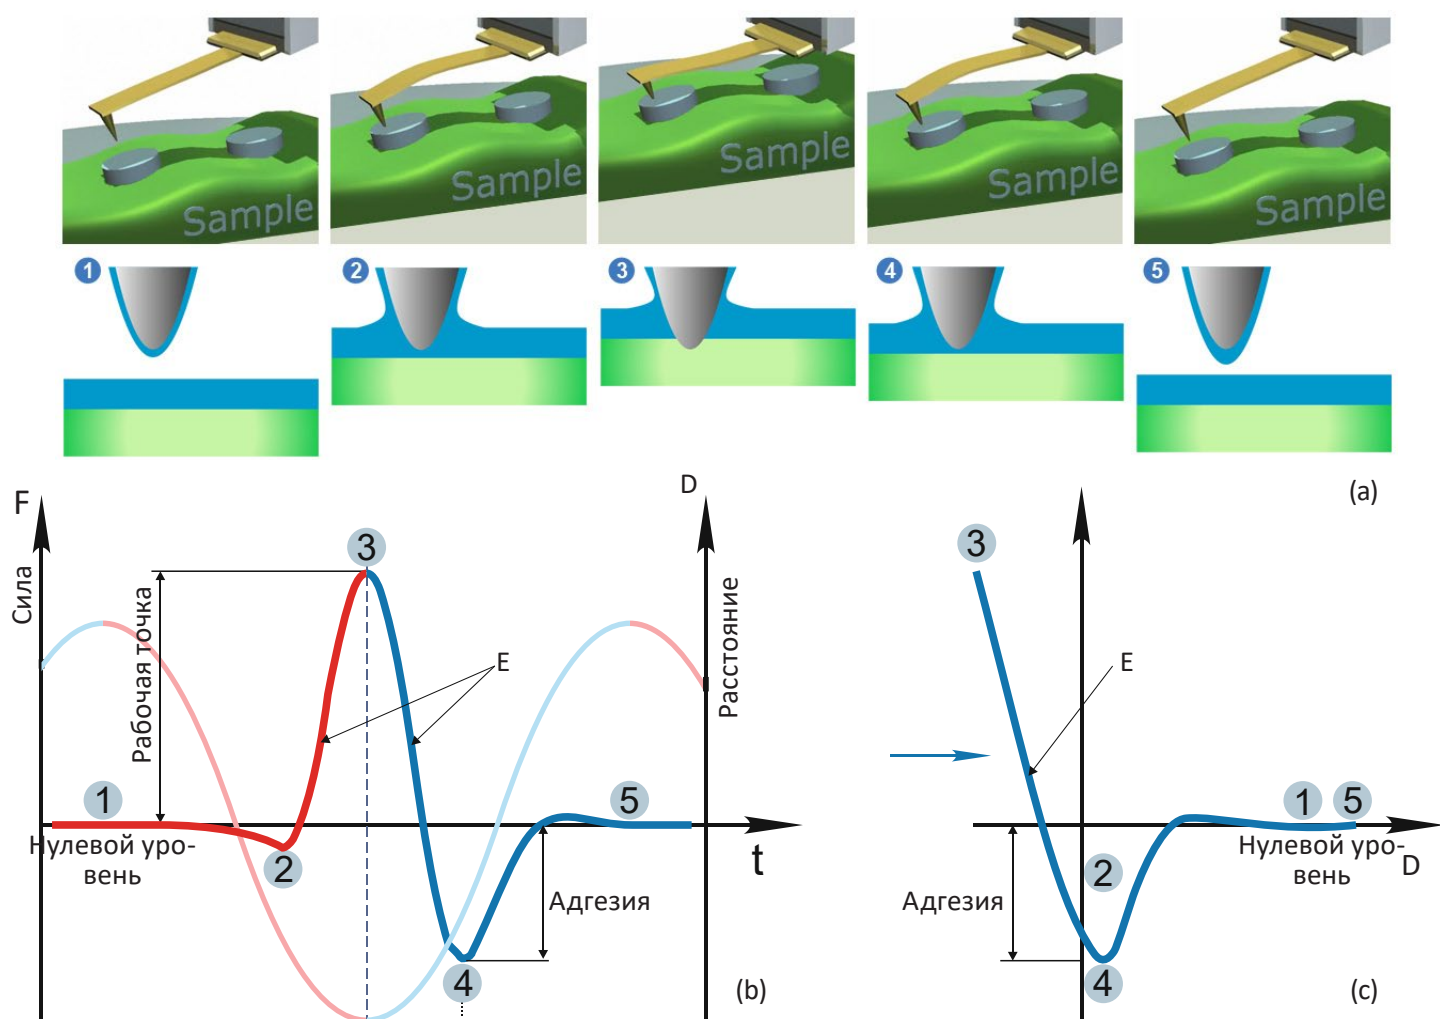 Sample
Sample
Sample
Sample
Sample
1
2
3
4
5
(a)
F
D
3
Сила
Рабочая точка
E
Расстояние
1
5
Нулевой уро-
вень
2
t
Адгезия
4
(b)
3
E
1
5
Нулевой уро-
вень
D
2
Адгезия
4
(c)